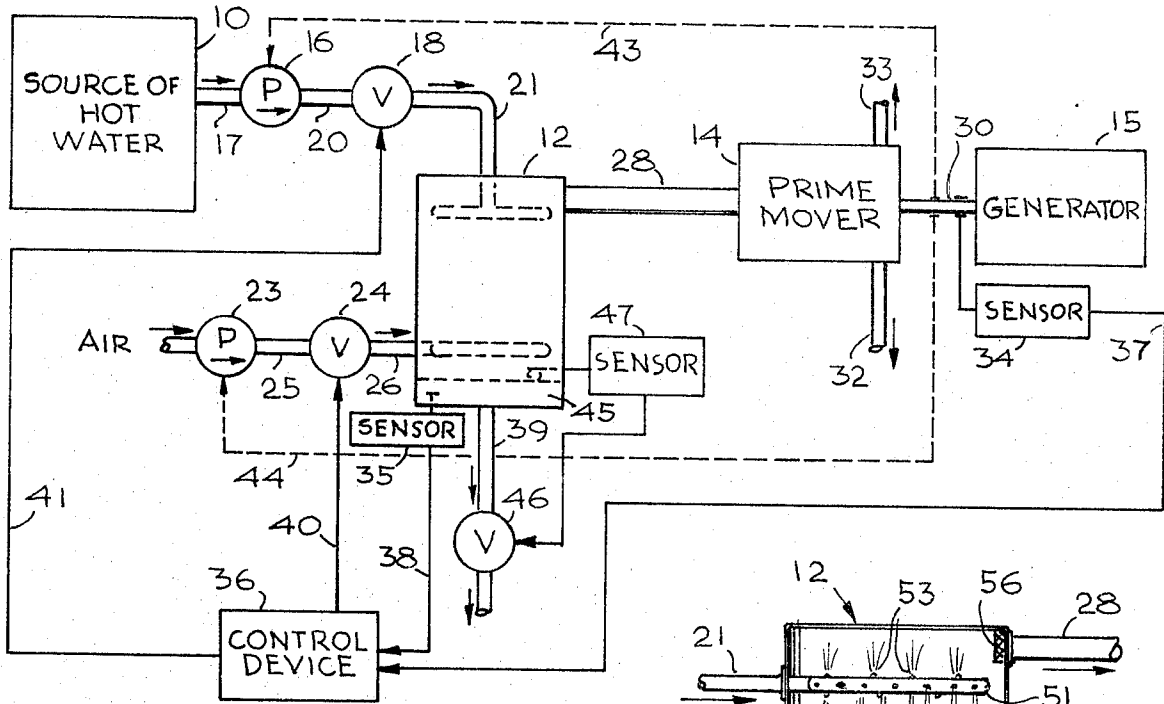 10
16
18
43
33
SOURCE OF
HOT
WATER
P
V
21
15
17
20
12
14
30
28
PRIME
MOVER
GENERATOR
23
24
47
AIR
P
V
SENSOR
SENSOR
34
37
25
26
32
45
SENSOR
39
44
35
41
40
46
38
V
36
12
53
56
28
CONTROL
DEVICE
21
51